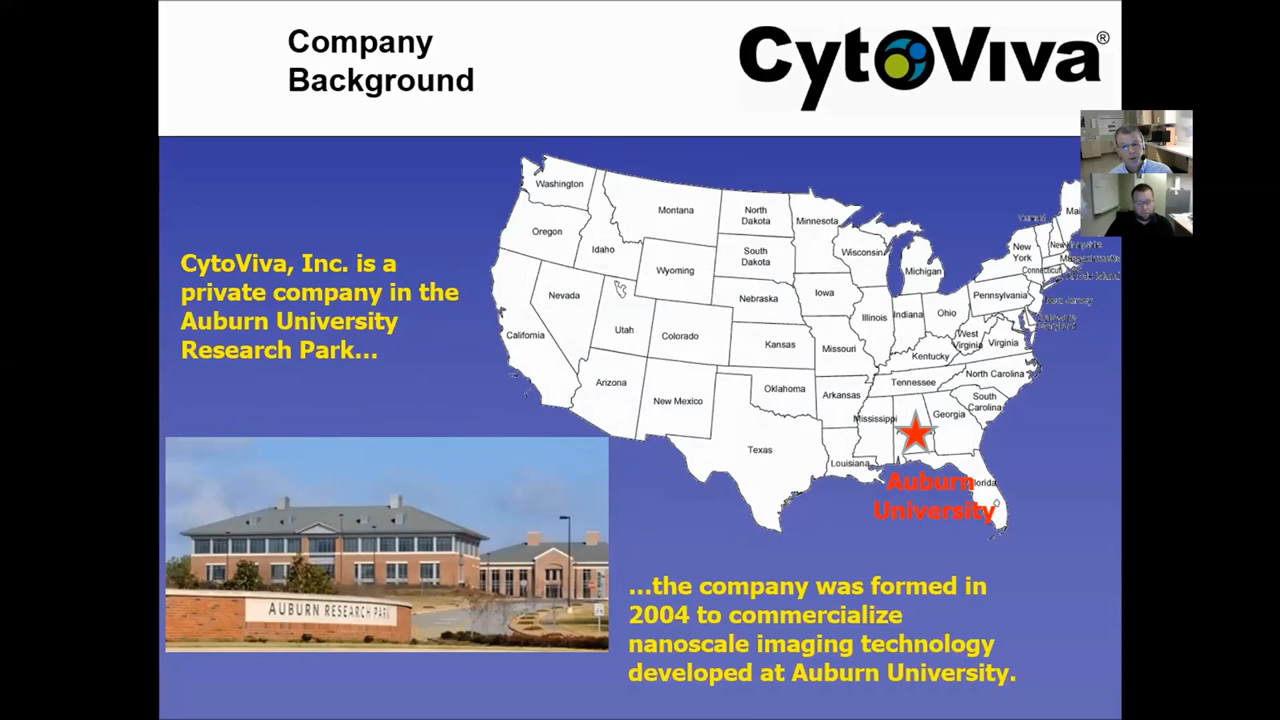 Company
Background
CytoViva®
CytoViva, Inc. is a
private company in the
Auburn University
Research Park...
Washington
Oregon
California
Nevada
Idaho
Montana
Wyoming
Utah
Arizona
Colorado
New Mexico
North
Dakota
South
Dakota
Nebraska
Kansas
Oklahoma
Texas
Minnesota
Iowa
Missouri
Arkansas
Louisiana
Wisconsin
Illinois
Michigan
Indiana
Ohio
Kentucky
Tennessee
Mississippi
Georgia
West
Virginia
Virginia
North Carolina
South
Carolina
Pennsylvania
New
York
Connecticut
Auburn
University
AUBURN RESEARCH PARK
...the company was formed in
2004 to commercialize
nanoscale imaging technology
developed at Auburn University.